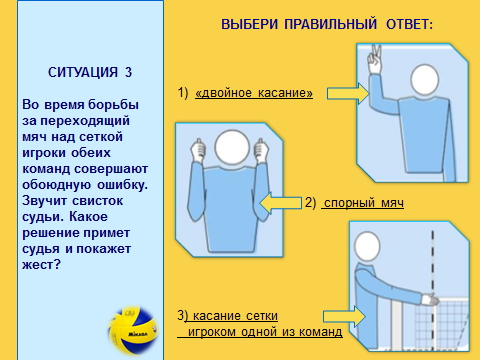 ВЫБЕРИ ПРАВИЛЬНЫЙ ОТВЕТ:
СИТУАЦИЯ 3
Во время борьбы
за переходящий
мяч над сеткой
игроки обеих
команд совершают
обоюдную ошибку.
Звучит свисток
судьи. Какое
решение примет
судья и покажет
жест?
1) «двойное касание»
2) спорный мяч
3) касание сетки
игроком одной из команд
MIKASA